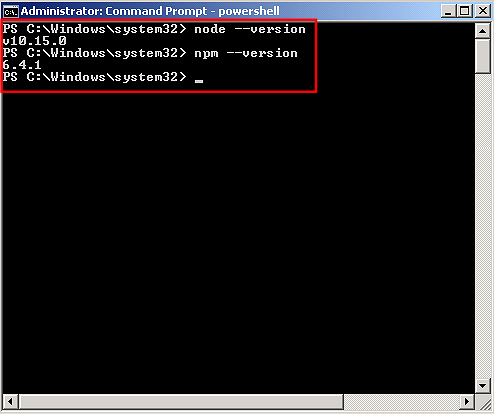 Administrator: Command Prompt - powershell
PS C:\Windows\system32> node --version
v10.15.0
PS C:\Windows\system32> npm --version
6.4.1
PS C:\Windows\system32> _